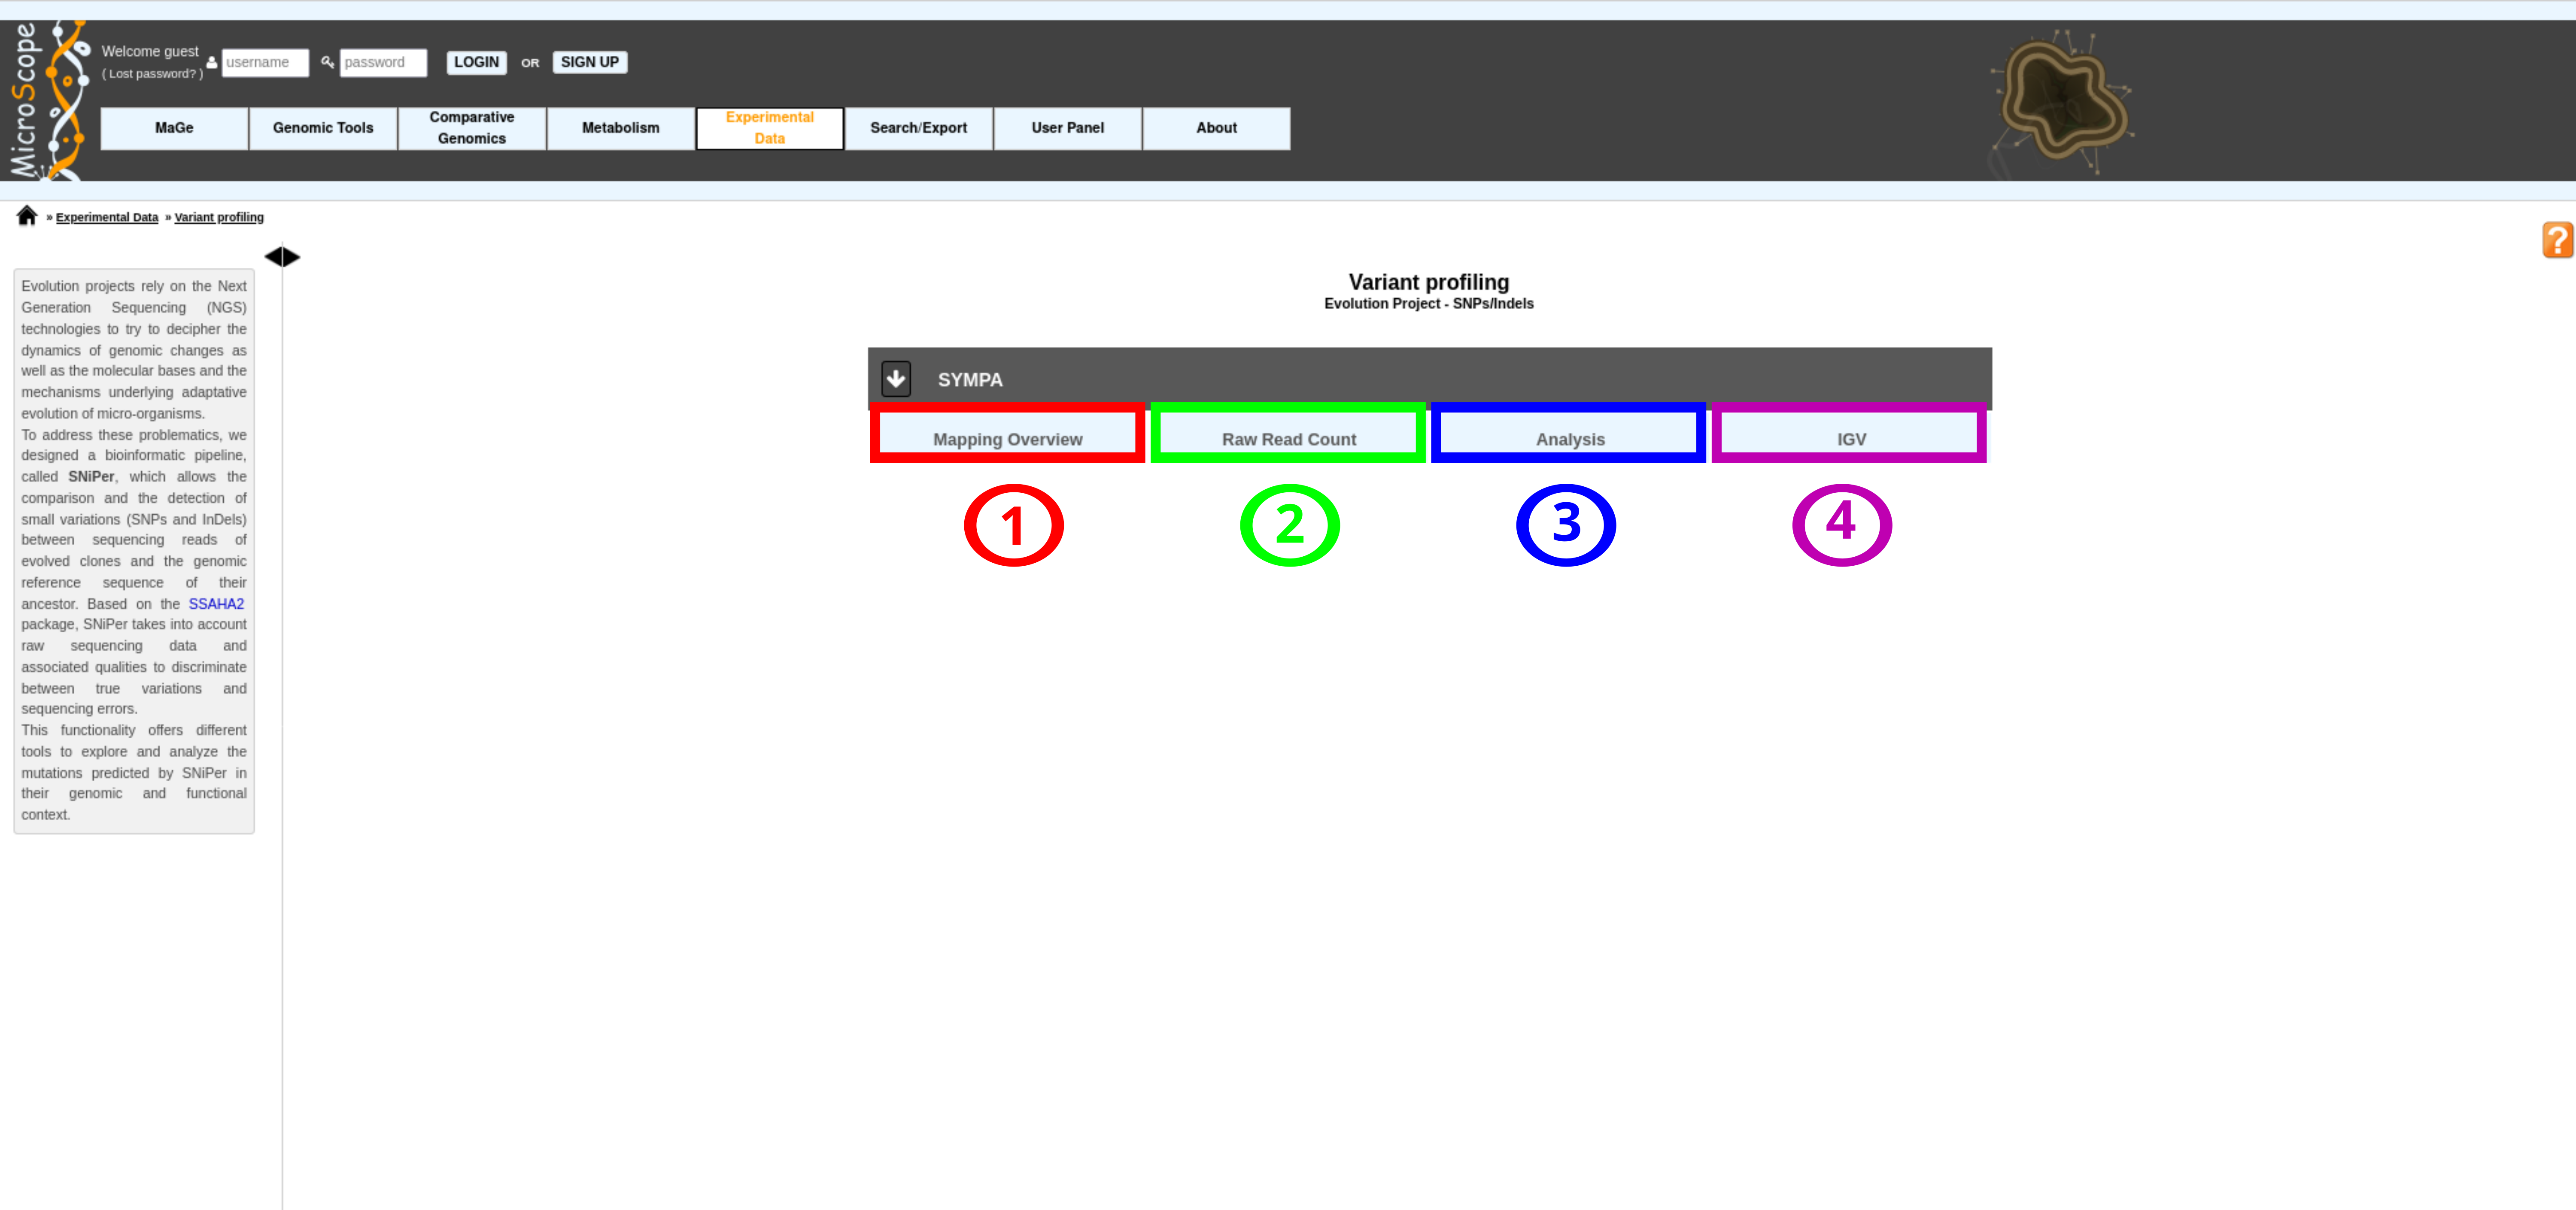 MicroScope
Welcome guest
( Lost password? )
username
password
LOGIN
OR
SIGN UP
MaGe
Genomic Tools
Comparative
Genomics
Metabolism
Experimental
Data
Search/Export
User Panel
About
» Experimental Data » Variant profiling
?
Evolution projects rely on the Next
Generation Sequencing (NGS)
technologies to try to decipher the
dynamics of genomic changes as
well as the molecular bases and the
mechanisms underlying adaptative
evolution of micro-organisms.
To address these problematics, we
designed a bioinformatic pipeline,
called SNiPer, which allows the
comparison and the detection of
small variations (SNPs and InDels)
between sequencing reads of
evolved clones and the genomic
reference sequence of their
ancestor. Based on the SSAHA2
package, SNiPer takes into account
raw sequencing data and
associated qualities to discriminate
between true variations and
sequencing errors.
This functionality offers different
tools to explore and analyze the
mutations predicted by SNiPer in
their genomic and functional
context.
Variant profiling
Evolution Project - SNPs/Indels
SYMPA
Mapping Overview
Raw Read Count
Analysis
IGV
1
2
3
4